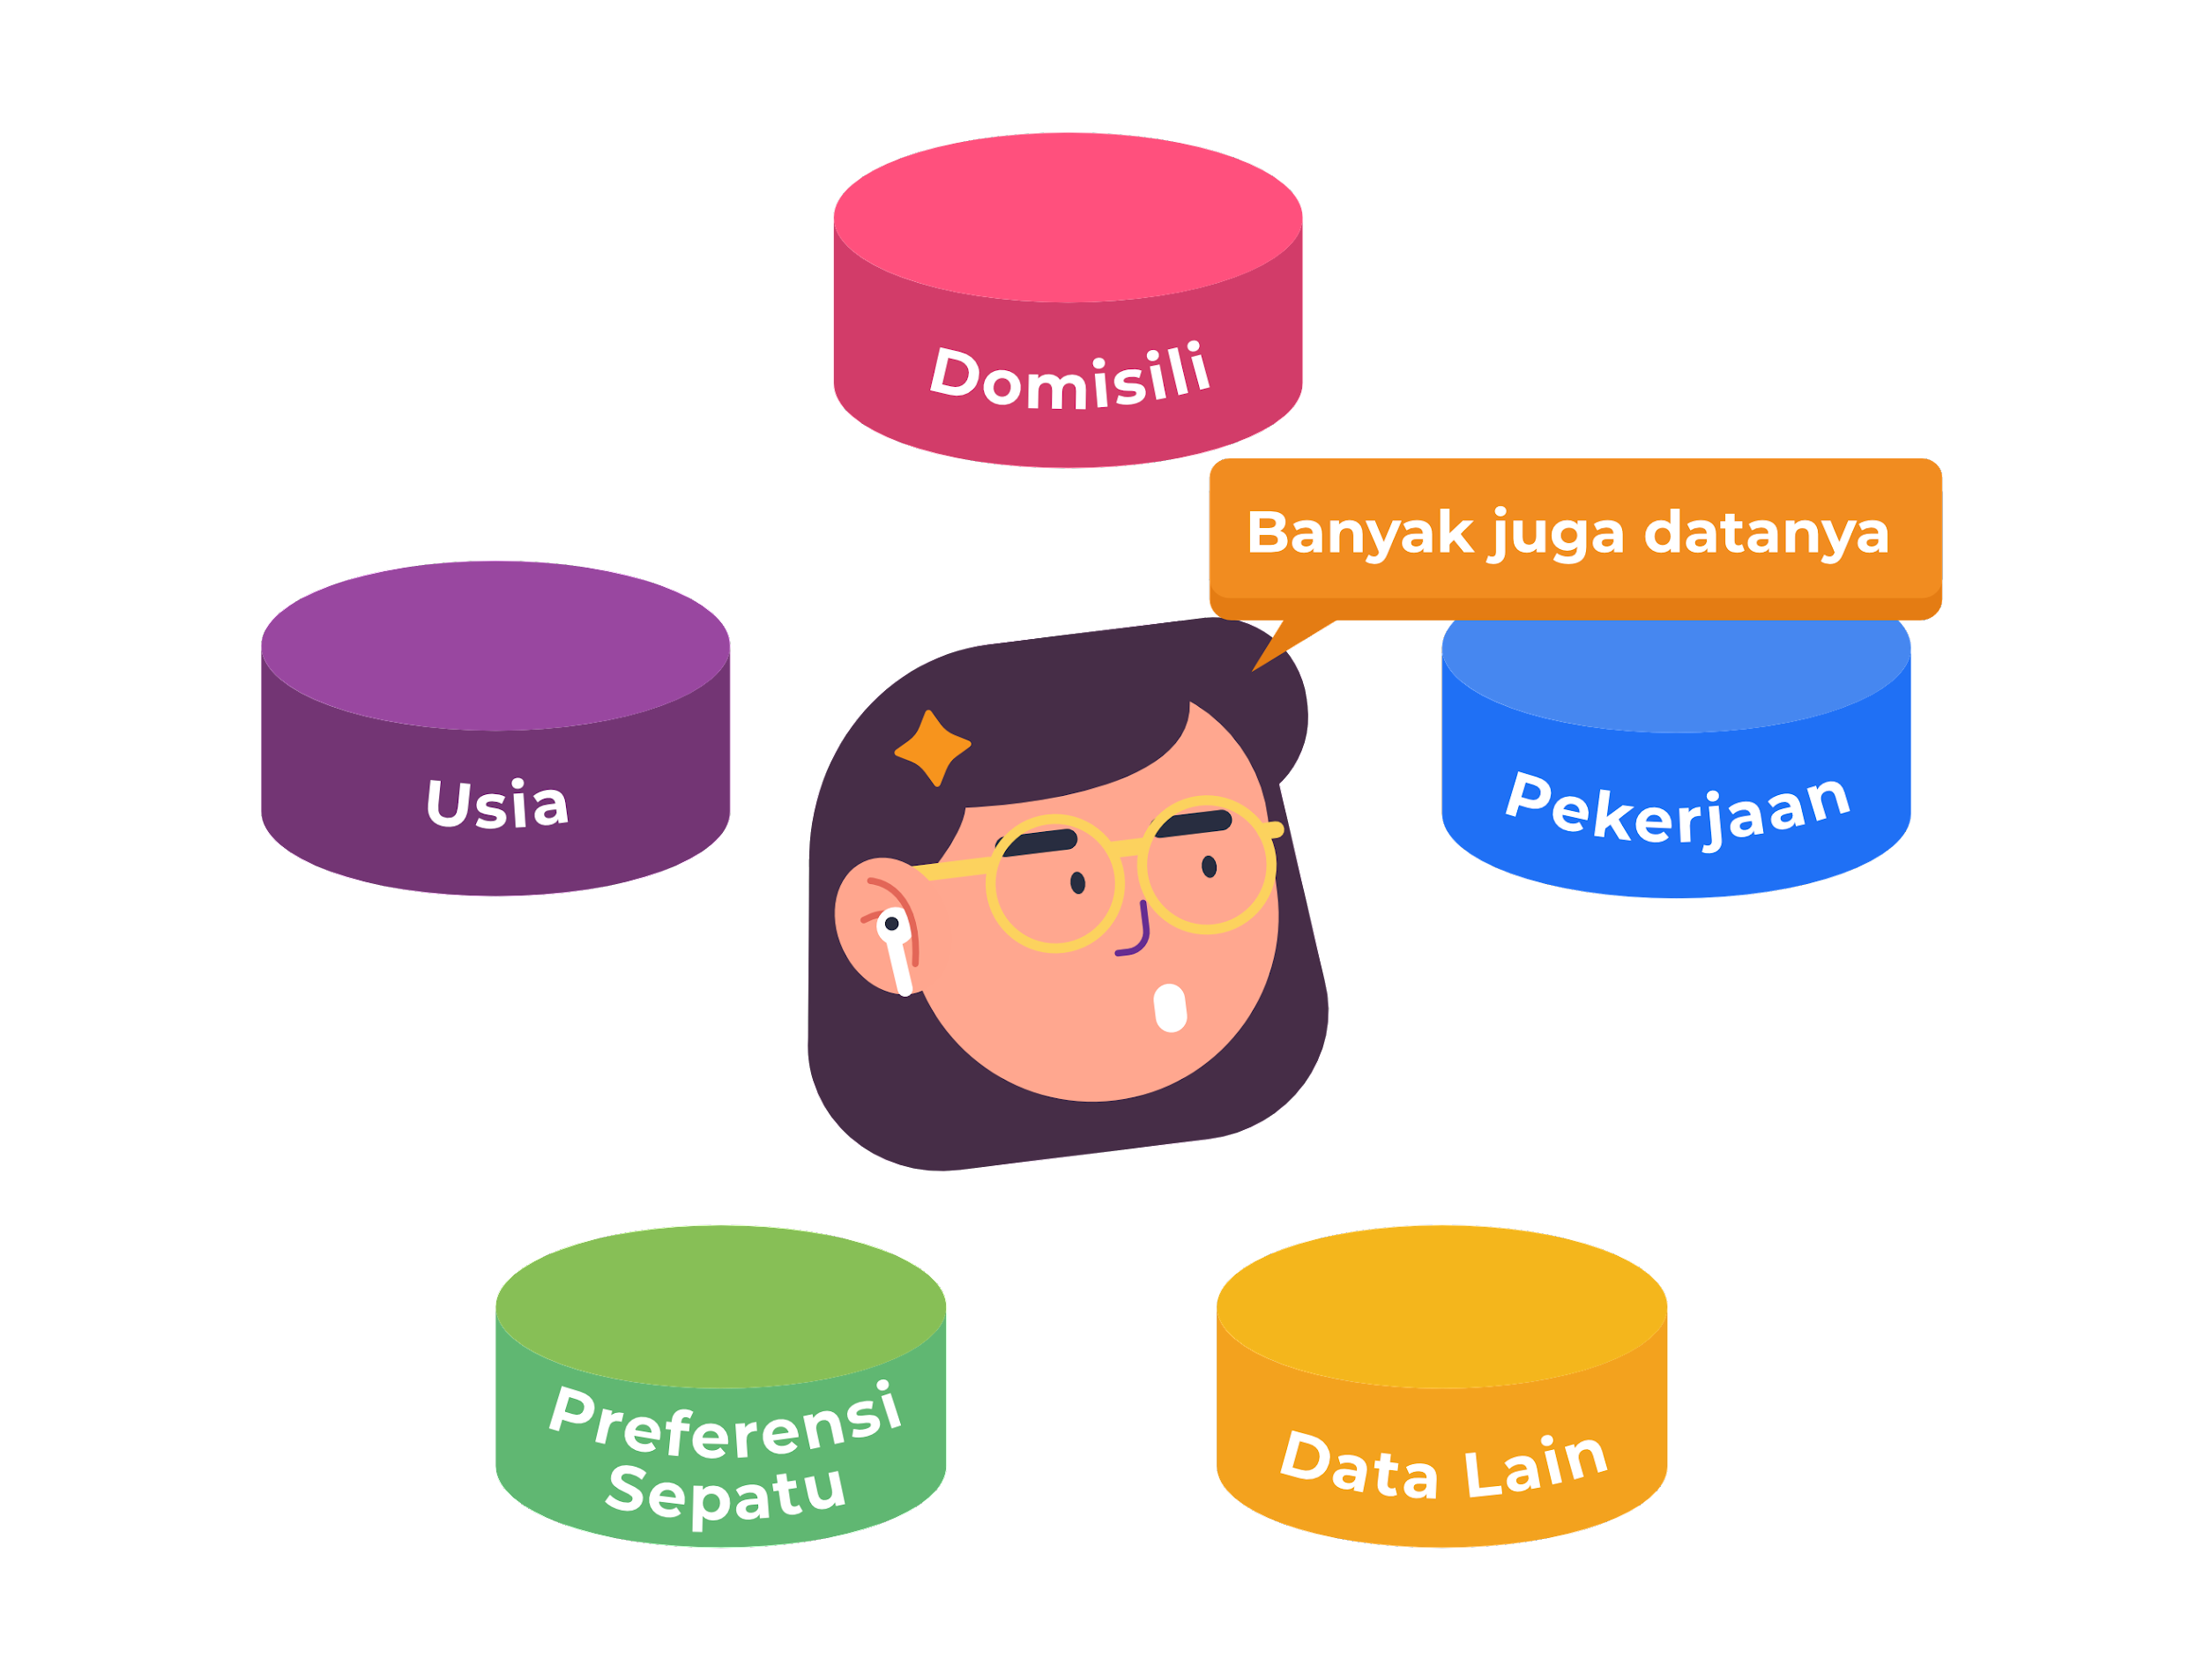 Domisili
Banyak juga datanya
Usia
Pekerjaan
Preferensi
Sepatu
Data Lain